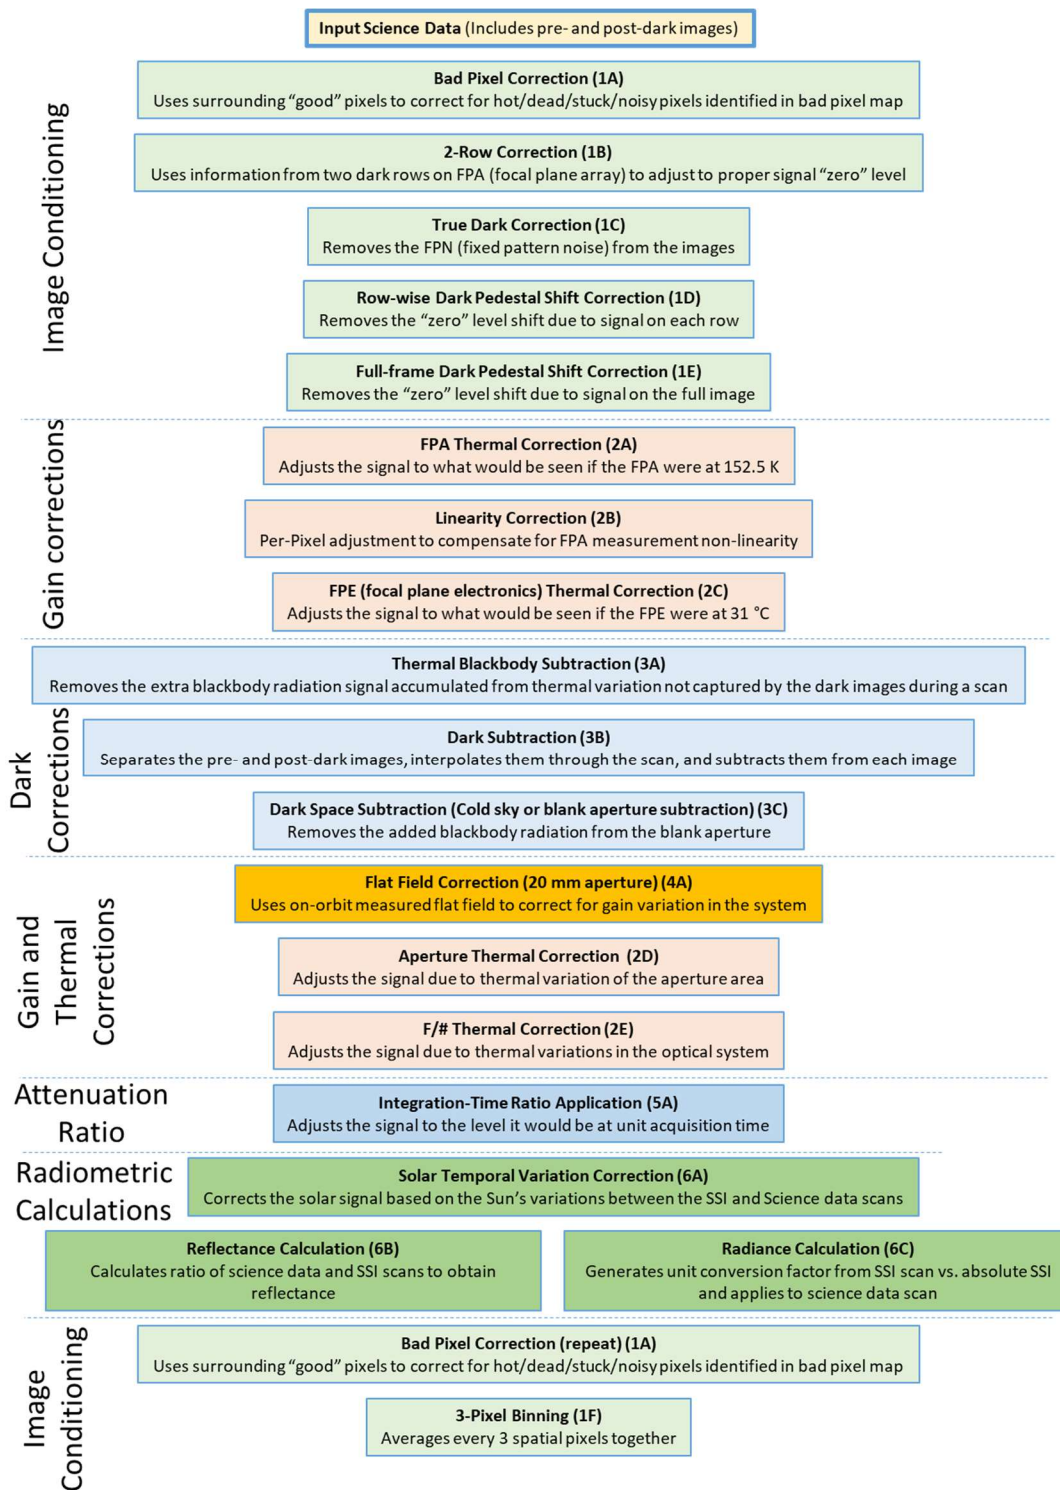 Input Science Data (Includes pre- and post-dark images)
Image Conditioning
Bad Pixel Correction (1A)
Uses surrounding “good” pixels to correct for hot/dead/stuck/noisy pixels identified in bad pixel map
2-Row Correction (1B)
Uses information from two dark rows on FPA (focal plane array) to adjust to proper signal “zero” level
True Dark Correction (1C)
Removes the FPN (fixed pattern noise) from the images
Row-wise Dark Pedestal Shift Correction (1D)
Removes the “zero” level shift due to signal on each row
Full-frame Dark Pedestal Shift Correction (1E)
Removes the “zero” level shift due to signal on the full image
Gain corrections
FPA Thermal Correction (2A)
Adjusts the signal to what would be seen if the FPA were at 152.5 K
Linearity Correction (2B)
Per-Pixel adjustment to compensate for FPA measurement non-linearity
FPE (focal plane electronics) Thermal Correction (2C)
Adjusts the signal to what would be seen if the FPE were at 31 °C
Dark
Corrections
Thermal Blackbody Subtraction (3A)
Removes the extra blackbody radiation signal accumulated from thermal variation not captured by the dark images during a scan
Dark Subtraction (3B)
Separates the pre- and post-dark images, interpolates them through the scan, and subtracts them from each image
Dark Space Subtraction (Cold sky or blank aperture subtraction) (3C)
Removes the added blackbody radiation from the blank aperture
Gain and
Thermal
Corrections
Flat Field Correction (20 mm aperture) (4A)
Uses on-orbit measured flat field to correct for gain variation in the system
Aperture Thermal Correction (2D)
Adjusts the signal due to thermal variation of the aperture area
F/# Thermal Correction (2E)
Adjusts the signal due to thermal variations in the optical system
Attenuation
Ratio
Integration-Time Ratio Application (5A)
Adjusts the signal to the level it would be at unit acquisition time
Radiometric
Calculations
Solar Temporal Variation Correction (6A)
Corrects the solar signal based on the Sun’s variations between the SSI and Science data scans
Reflectance Calculation (6B)
Calculates ratio of science data and SSI scans to obtain
reflectance
Radiance Calculation (6C)
Generates unit conversion factor from SSI scan vs. absolute SSI
and applies to science data scan
Image
Conditioning
Bad Pixel Correction (repeat) (1A)
Uses surrounding “good” pixels to correct for hot/dead/stuck/noisy pixels identified in bad pixel map
3-Pixel Binning (1F)
Averages every 3 spatial pixels together